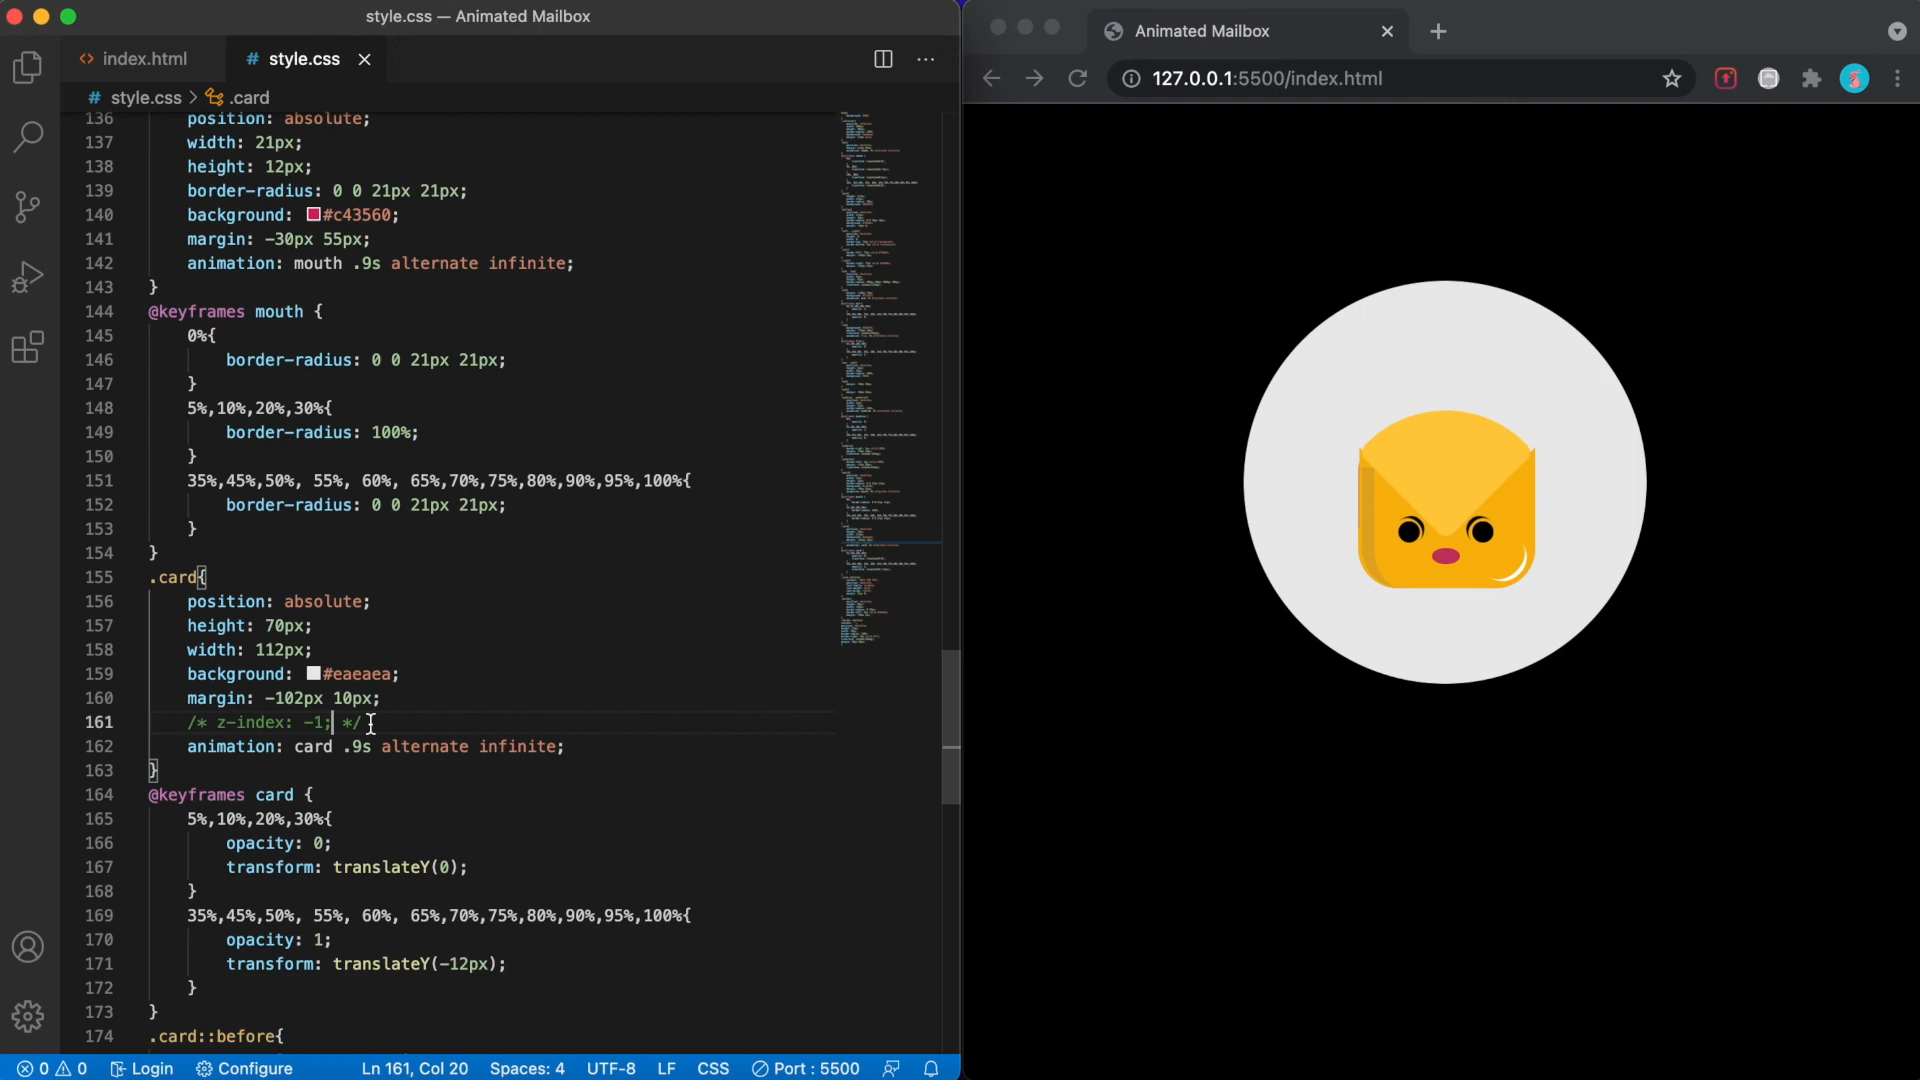 style.css — Animated Mailbox
index.html
# style.css
# style.css > .card
136 position: absolute;
137 width: 21px;
138 height: 12px;
139 border-radius: 0 0 21px 21px;
140 background: #c43560;
141 margin: -30px 55px;
142 animation: mouth .9s alternate infinite;
143 }
144 @keyframes mouth {
145 0%{
146 border-radius: 0 0 21px 21px;
147 }
148 5%,10%,20%,30%{
149 border-radius: 100%;
150 }
151 35%,45%,50%, 55%, 60%, 65%,70%,75%,80%,90%,95%,100%{
152 border-radius: 0 0 21px 21px;
153 }
154 }
155 .card{
156 position: absolute;
157 height: 70px;
158 width: 112px;
159 background: #eaeaea;
160 margin: -102px 10px;
161 /* z-index: -1; */
162 animation: card .9s alternate infinite;
163 }
164 @keyframes card {
165 5%,10%,20%,30%{
166 opacity: 0;
167 transform: translateY(0);
168 }
169 35%,45%,50%, 55%, 60%, 65%,70%,75%,80%,90%,95%,100%{
170 opacity: 1;
171 transform: translateY(-12px);
172 }
173 }
174 .card::before{
0 0 Login Configure Ln 161, Col 20 Spaces: 4 UTF-8 LF CSS Port : 5500
Animated Mailbox
127.0.0.1:5500/index.html